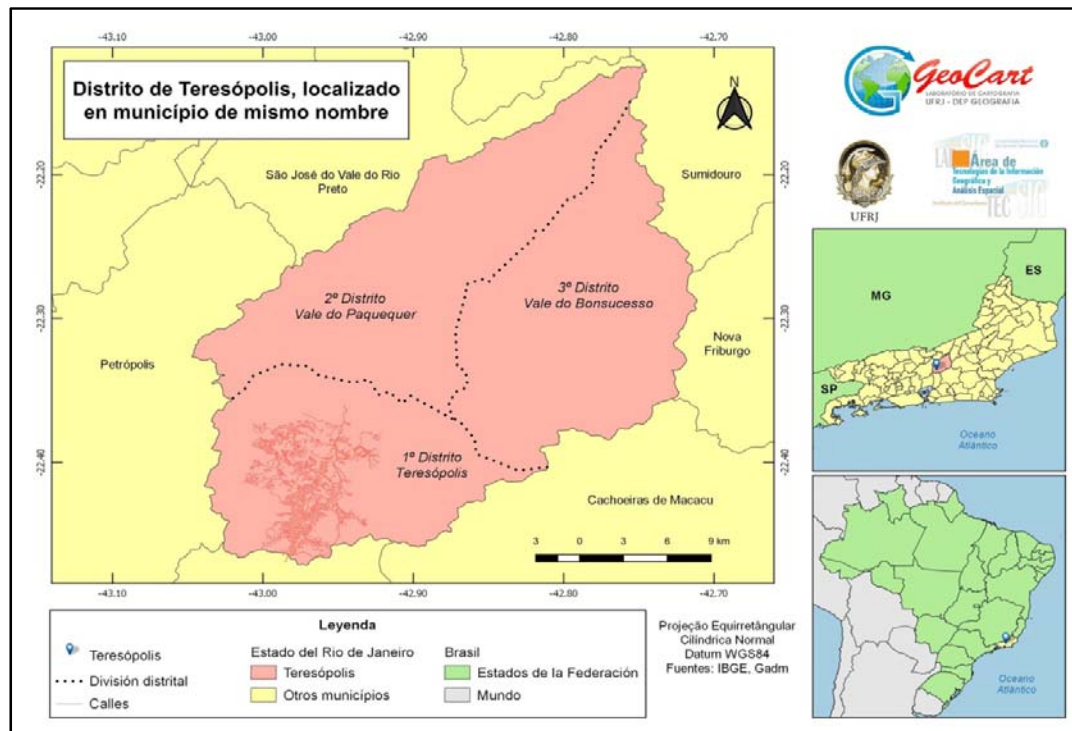 -43.10
-43.00
-42.90
-42.80
-42.70
Distrito de Teresópolis, localizado
en município de mismo nombre
N
-22.20
-22.30
-22.40
-22.20
-22.30
-22.40
São José do Vale do Rio
Preto
Sumidouro
2º Distrito
Vale do Paquequer
3º Distrito
Vale do Bonsucesso
Petrópolis
Nova
Friburgo
1º Distrito
Teresópolis
Cachoeiras de Macacu
3 0 3 6 9 km
-43.10
-43.00
-42.90
-42.80
-42.70
GeoCart
LABORATÓRIO DE CARTOGRAFIA
UFRJ - DEP GEOGRAFIA
UFRJ
Área de
Tecnologías de la Información
Geográfica y
Análisis Espacial
TEC
SIG
MG
ES
SP
Oceano
Atlântico
Oceano
Atlântico
Leyenda
Teresópolis
División distrital
Calles
Estado del Rio de Janeiro
Teresópolis
Otros municípios
Brasil
Estados de la Federación
Mundo
Projeção Equirretângular
Cilíndrica Normal
Datum WGS84
Fuentes: IBGE, Gadm